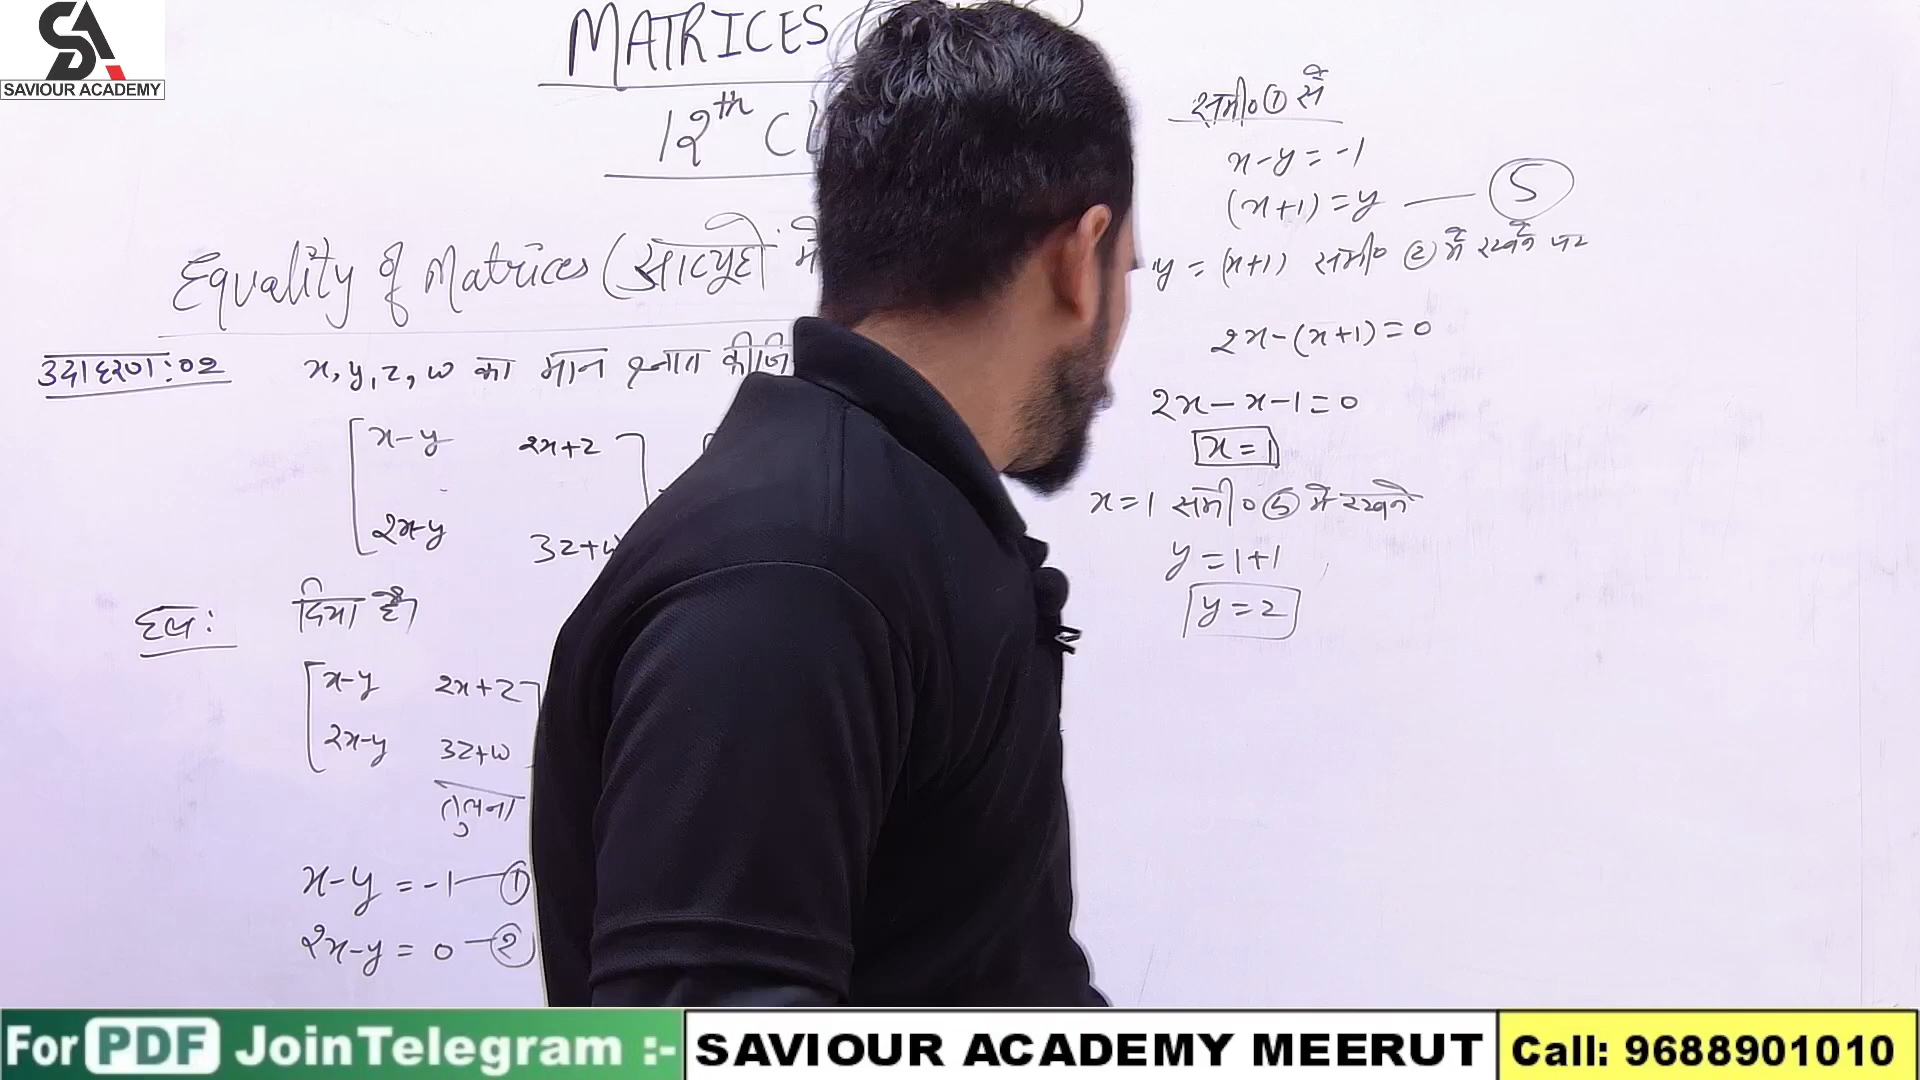 SAVIOUR ACADEMY
MATRICES
12th Cl
Equality of Matrices (आव्यूहों में
उदाहरण: 02 x, y, z, w का मान ज्ञात कीजि
x-y 2x+z
2x-y 3z+w
हल: दिया है।
x-y 2x+z
2x-y 3z+w
तुलना
x-y = -1 — ①
2x-y = 0 — ②
समी० ① से
x-y = -1
(x+1) = y — ⑤
y = (x+1) समी० ② में रखने पर
2x-(x+1)=0
2x-x-1=0
x=1
x=1 समी० ⑤ में रखने
y=1+1
y=2
For PDF Join Telegram :- SAVIOUR ACADEMY MEERUT Call: 9688901010